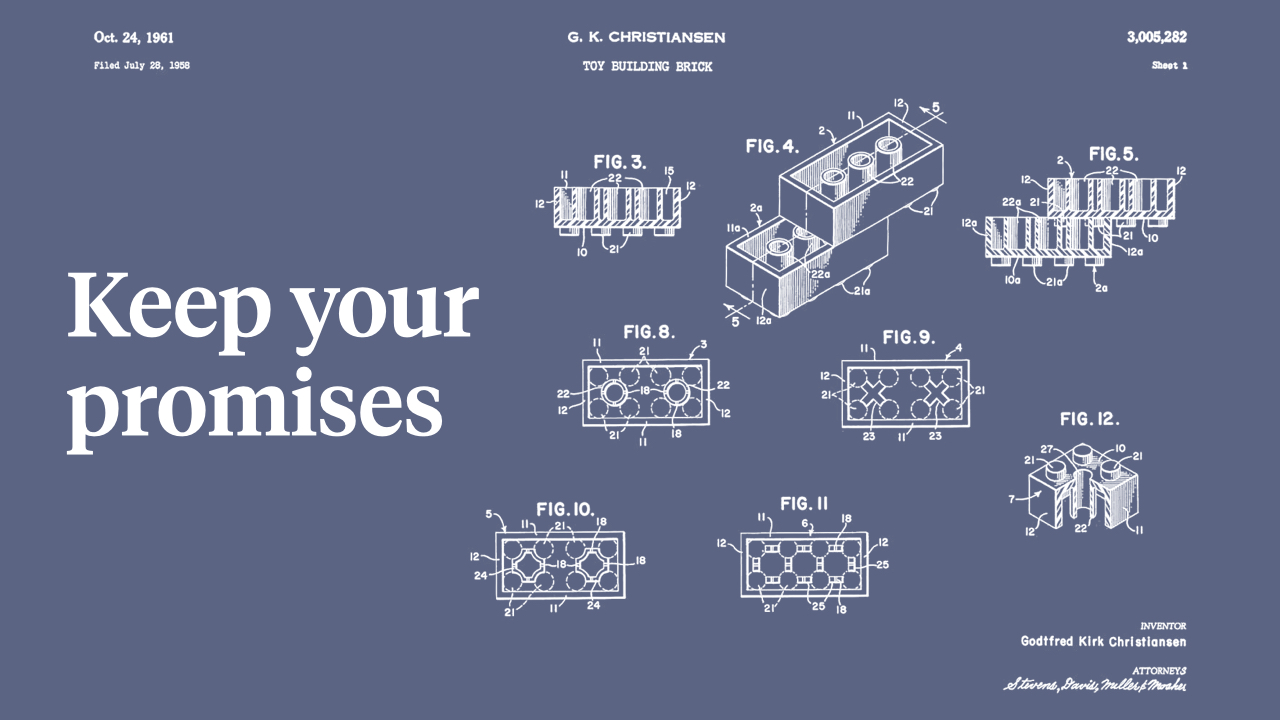 Oct. 24, 1961
G. K. CHRISTIANSEN
3,005,282
Filed July 28, 1958
TOY BUILDING BRICK
Sheet 1
Keep your
promises
FIG. 3.
11
22
15
12
12
10
21
FIG. 4.
12
5
11
2
22
21
2a
11a
22a
21a
5
12a
FIG. 5.
2
22
12
12
22a
21
12a
21
10
12a
10a
21a
2a
FIG. 8.
11
21
3
22
18
22
12
12
21
11
18
FIG. 9.
11
4
12
21
21
23
11
23
FIG. 12.
27
10
21
21
7
12
22
11
FIG. 10.
5
11
21
18
12
18
18
24
24
21
11
FIG. 11
11
6
18
12
12
25
21
25
18
INVENTOR
Godtfred Kirk Christiansen
ATTORNEYS
Stevens, Davis, Miller & Mosher